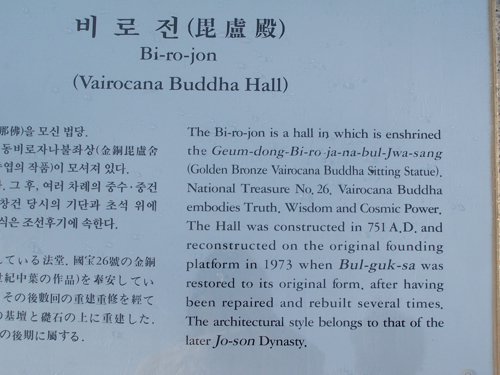 비 로 전 (毘 盧 殿)
Bi-ro-jon
(Vairocana Buddha Hall)
那佛)을 모신 법당.
동비로자나불좌상(金銅毘盧舍
엽의 작품)이 모셔져 있다.
. 그 후, 여러 차례의 중수·중건
창건 당시의 기단과 초석 위에
식은 조선후기에 속한다.
している法堂. 國宝26號の金銅
世紀中葉の作品)を奉安してい
その後數回の重建重修を經て
の基壇と礎石の上に重建した.
の後期に屬する.
The Bi-ro-jon is a hall in which is enshrined
the Geum-dong-Bi-ro-ja-na-bul-Jwa-sang
(Golden Bronze Vairocana Buddha Sitting Statue).
National Treasure No. 26. Vairocana Buddha
embodies Truth, Wisdom and Cosmic Power.
The Hall was constructed in 751 A.D. and
reconstructed on the original founding
platform in 1973 when Bul-guk-sa was
restored to its original form, after having
been repaired and rebuilt several times.
The architectural style belongs to that of the
later Jo-son Dynasty.